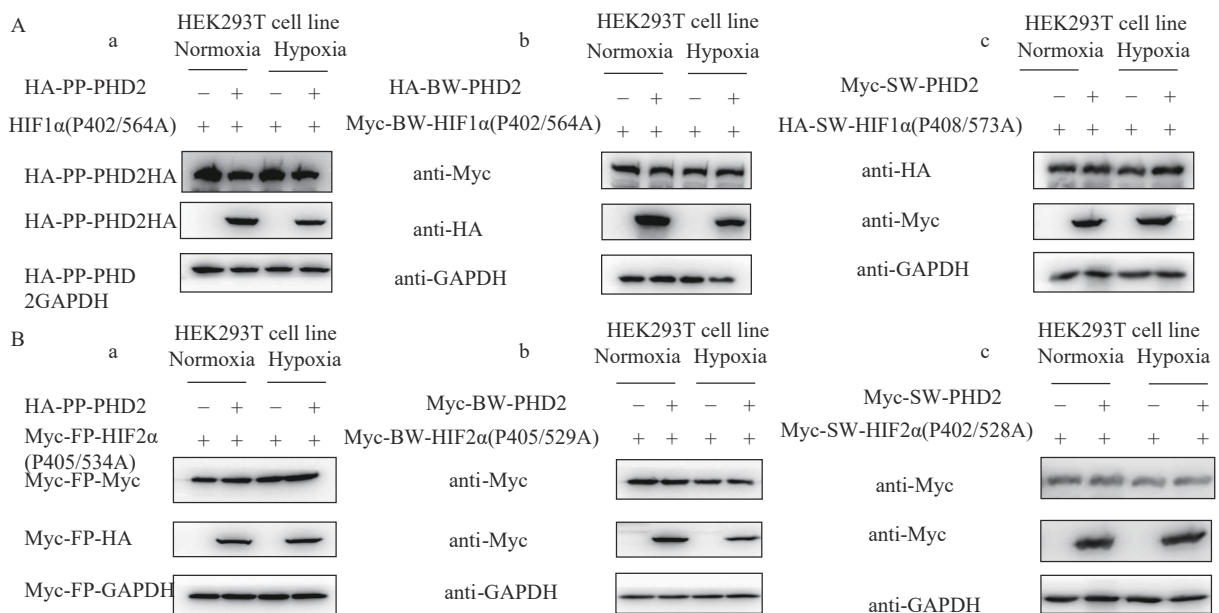 A
a
HEK293T cell line
Normoxia Hypoxia
HA-PP-PHD2
− + − +
HIF1α(P402/564A)
+ + + +
HA-PP-PHD2HA
HA-PP-PHD2HA
HA-PP-PHD
2GAPDH
b
HEK293T cell line
Normoxia Hypoxia
HA-BW-PHD2
− + − +
Myc-BW-HIF1α(P402/564A)
+ + + +
anti-Myc
anti-HA
anti-GAPDH
c
HEK293T cell line
Normoxia Hypoxia
Myc-SW-PHD2
− + − +
HA-SW-HIF1α(P408/573A)
+ + + +
anti-HA
anti-Myc
anti-GAPDH
B
a
HEK293T cell line
Normoxia Hypoxia
HA-PP-PHD2
− + − +
Myc-FP-HIF2α
(P405/534A)
+ + + +
Myc-FP-Myc
Myc-FP-HA
Myc-FP-GAPDH
b
HEK293T cell line
Normoxia Hypoxia
Myc-BW-PHD2
− + − +
Myc-BW-HIF2α(P405/529A)
+ + + +
anti-Myc
anti-Myc
anti-GAPDH
c
HEK293T cell line
Normoxia Hypoxia
Myc-SW-PHD2
− + − +
Myc-SW-HIF2α(P402/528A)
+ + + +
anti-Myc
anti-Myc
anti-GAPDH